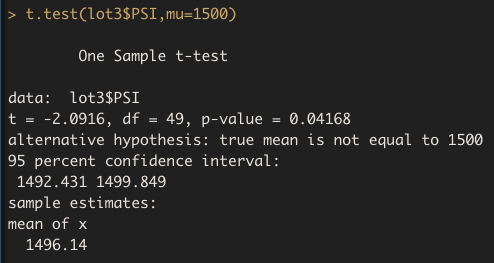 > t.test(lot3$PSI,mu=1500)
One Sample t-test
data:  lot3$PSI
t = -2.0916, df = 49, p-value = 0.04168
alternative hypothesis: true mean is not equal to 1500
95 percent confidence interval:
1492.431 1499.849
sample estimates:
mean of x
1496.14